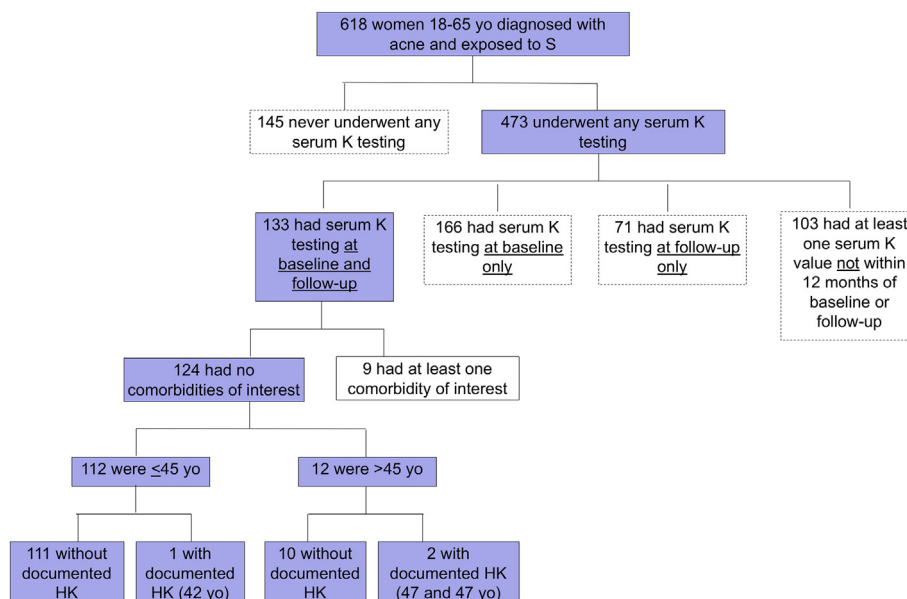 618 women 18-65 yo diagnosed with
acne and exposed to S
145 never underwent any
serum K testing
473 underwent any serum K
testing
133 had serum K
testing at
baseline and
follow-up
166 had serum K
testing at baseline
only
71 had serum K
testing at follow-up
only
103 had at least
one serum K
value not within
12 months of
baseline or
follow-up
124 had no
comorbidities of interest
9 had at least one
comorbidity of interest
112 were ≤45 yo
12 were >45 yo
111 without
documented
HK
1 with
documented
HK (42 yo)
10 without
documented
HK
2 with
documented HK
(47 and 47 yo)